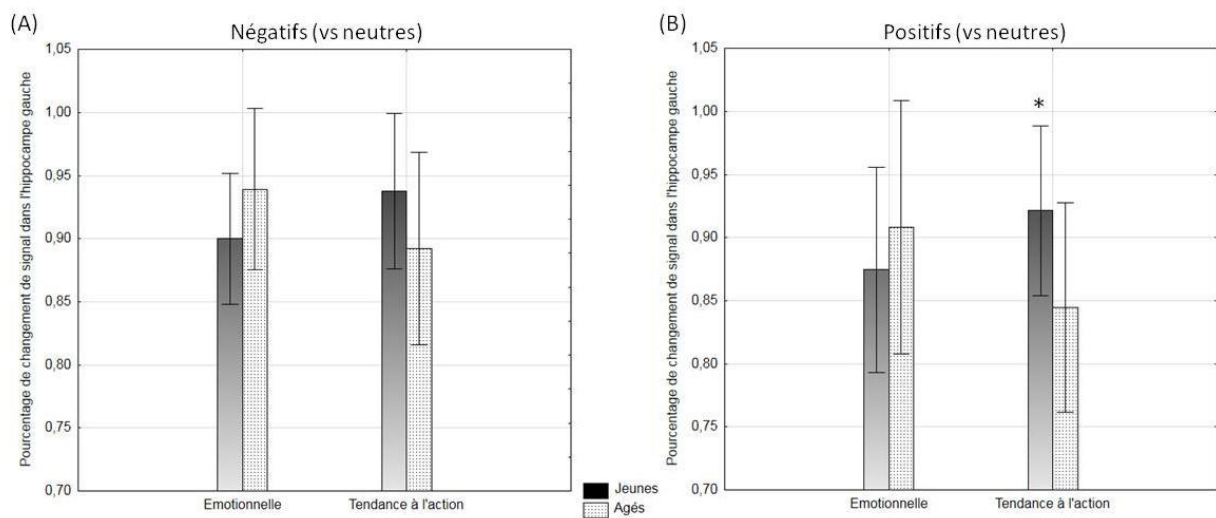 (A)
Négatifs (vs neutres)
Pourcentage de changement de signal dans l'hippocampe gauche
1,05
1,00
0,95
0,90
0,85
0,80
0,75
0,70
Emotionnelle
Tendance à l'action
Jeunes
Agés
(B)
Positifs (vs neutres)
Pourcentage de changement de signal dans l'hippocampe gauche
1,05
1,00
0,95
0,90
0,85
0,80
0,75
0,70
*
Emotionnelle
Tendance à l'action